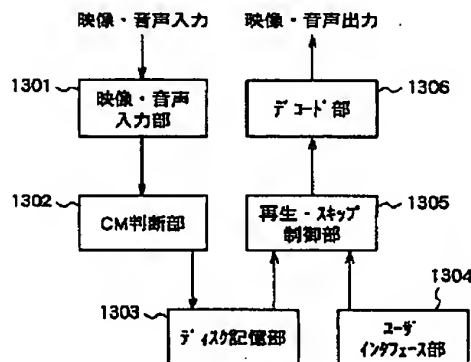 映像・音声入力
映像・音声出力
1301
映像・音声
入力部
デコード部
1306
1302
CM判断部
再生・スキップ
制御部
1305
1303
ディスク記憶部
1304
ユーザ
インタフェース部